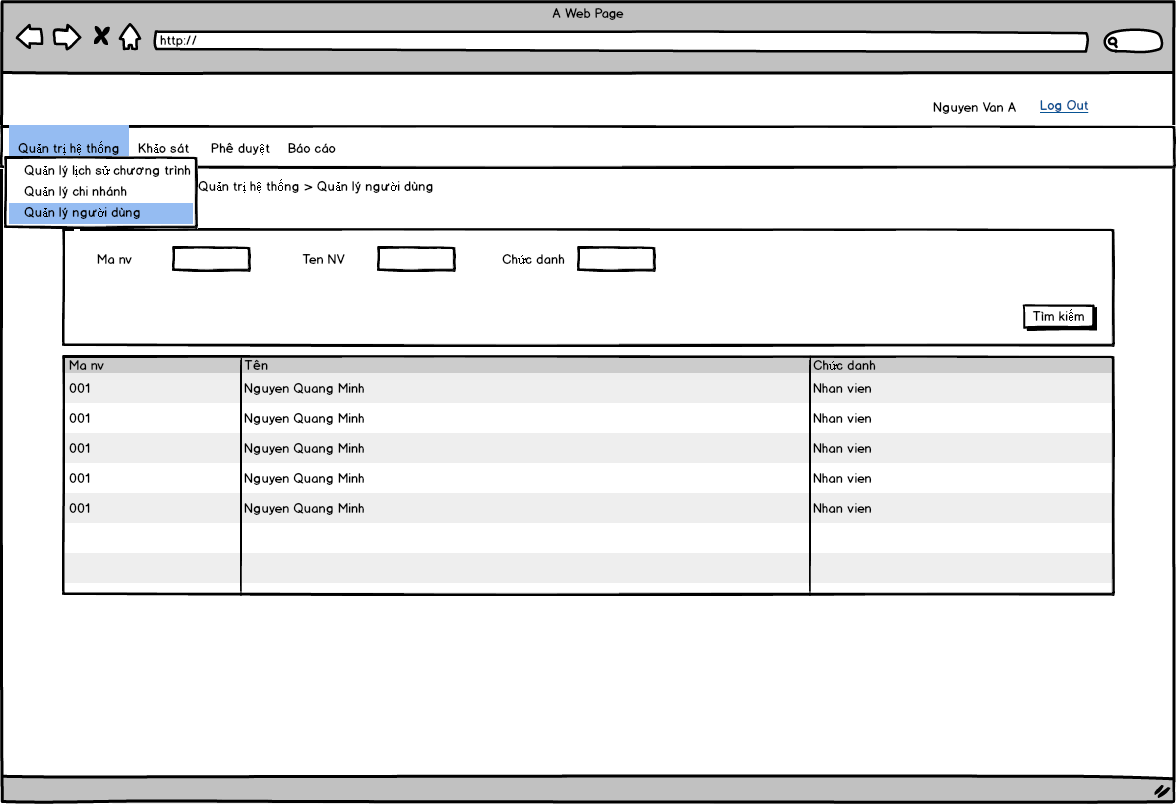 A Web Page
http://
Nguyen Van A Log Out
Quản trị hệ thống Khảo sát Phê duyệt Báo cáo
Quản lý lịch sử chương trình
Quản lý chi nhánh
Quản lý người dùng
Quản trị hệ thống > Quản lý người dùng
Ma nv Ten NV Chức danh
Tìm kiếm
Ma nv Tên Chức danh
001 Nguyen Quang Minh Nhan vien
001 Nguyen Quang Minh Nhan vien
001 Nguyen Quang Minh Nhan vien
001 Nguyen Quang Minh Nhan vien
001 Nguyen Quang Minh Nhan vien